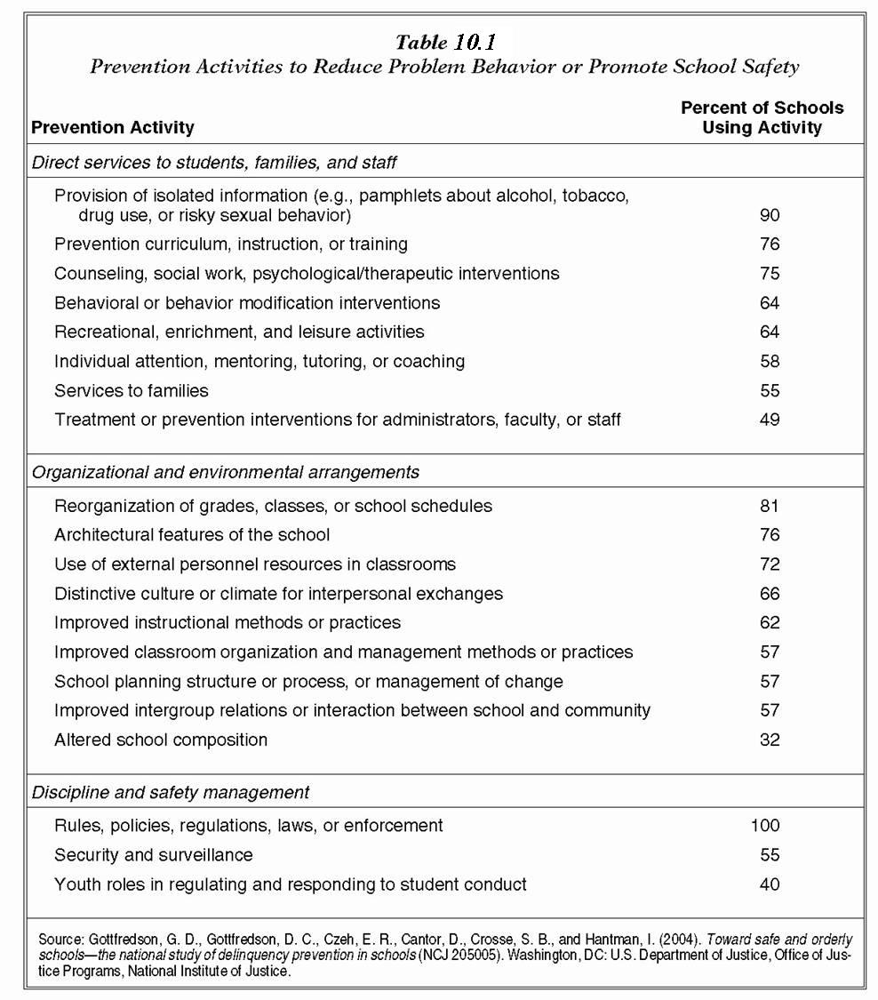 Table 10.1
Prevention Activities to Reduce Problem Behavior or Promote School Safety
Percent of Schools
Prevention Activity Using Activity
Direct services to students, families, and staff
Provision of isolated information (e.g., pamphlets about alcohol, tobacco,
drug use, or risky sexual behavior) 90
Prevention curriculum, instruction, or training 76
Counseling, social work, psychological/therapeutic interventions 75
Behavioral or behavior modification interventions 64
Recreational, enrichment, and leisure activities 64
Individual attention, mentoring, tutoring, or coaching 58
Services to families 55
Treatment or prevention interventions for administrators, faculty, or staff 49
Organizational and environmental arrangements
Reorganization of grades, classes, or school schedules 81
Architectural features of the school 76
Use of external personnel resources in classrooms 72
Distinctive culture or climate for interpersonal exchanges 66
Improved instructional methods or practices 62
Improved classroom organization and management methods or practices 57
School planning structure or process, or management of change 57
Improved intergroup relations or interaction between school and community 57
Altered school composition 32
Discipline and safety management
Rules, policies, regulations, laws, or enforcement 100
Security and surveillance 55
Youth roles in regulating and responding to student conduct 40
Source: Gottfredson, G. D., Gottfredson, D. C., Czeh, E. R., Cantor, D., Crosse, S. B., and Hantman, I. (2004). Toward safe and orderly
schools—the national study of delinquency prevention in schools (NCJ 205005). Washington, DC: U.S. Department of Justice, Office of Jus-
tice Programs, National Institute of Justice.